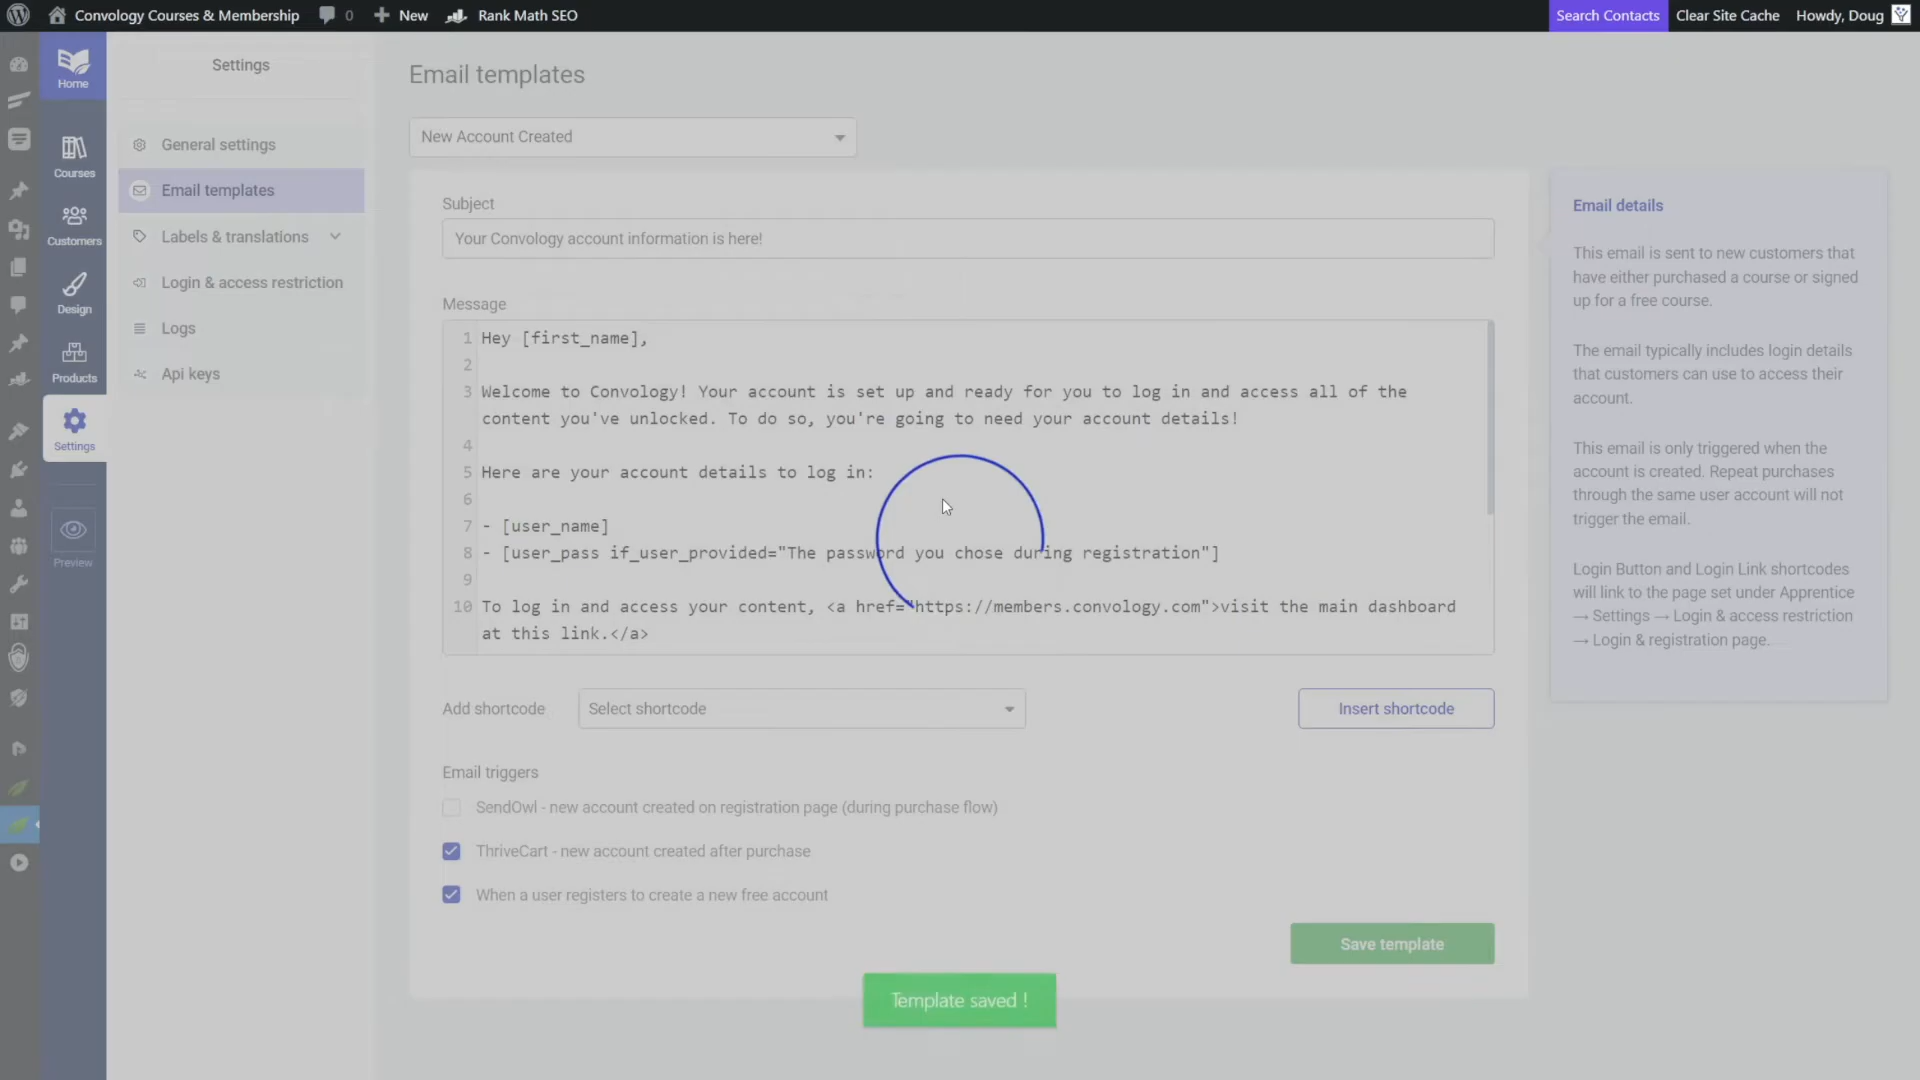 Convology Courses & Membership
0
New
Rank Math SEO
Search Contacts
Clear Site Cache
Howdy, Doug
Home
Courses
Customers
Design
Products
Settings
Preview
Settings
General settings
Email templates
Labels & translations
Login & access restriction
Logs
Api keys
Email templates
New Account Created
Subject
Your Convology account information is here!
Message
1 Hey [first_name],
2
3 Welcome to Convology! Your account is set up and ready for you to log in and access all of the
content you've unlocked. To do so, you're going to need your account details!
4
5 Here are your account details to log in:
6
7 - [user_name]
8 - [user_pass if_user_provided="The password you chose during registration"]
9
10 To log in and access your content, <a href="https://members.convology.com">visit the main dashboard
at this link.</a>
Add shortcode
Select shortcode
Insert shortcode
Email triggers
SendOwl - new account created on registration page (during purchase flow)
ThriveCart - new account created after purchase
When a user registers to create a new free account
Save template
Template saved !
Email details
This email is sent to new customers that
have either purchased a course or signed
up for a free course.
The email typically includes login details
that customers can use to access their
account.
This email is only triggered when the
account is created. Repeat purchases
through the same user account will not
trigger the email.
Login Button and Login Link shortcodes
will link to the page set under Apprentice
→ Settings → Login & access restriction
→ Login & registration page.